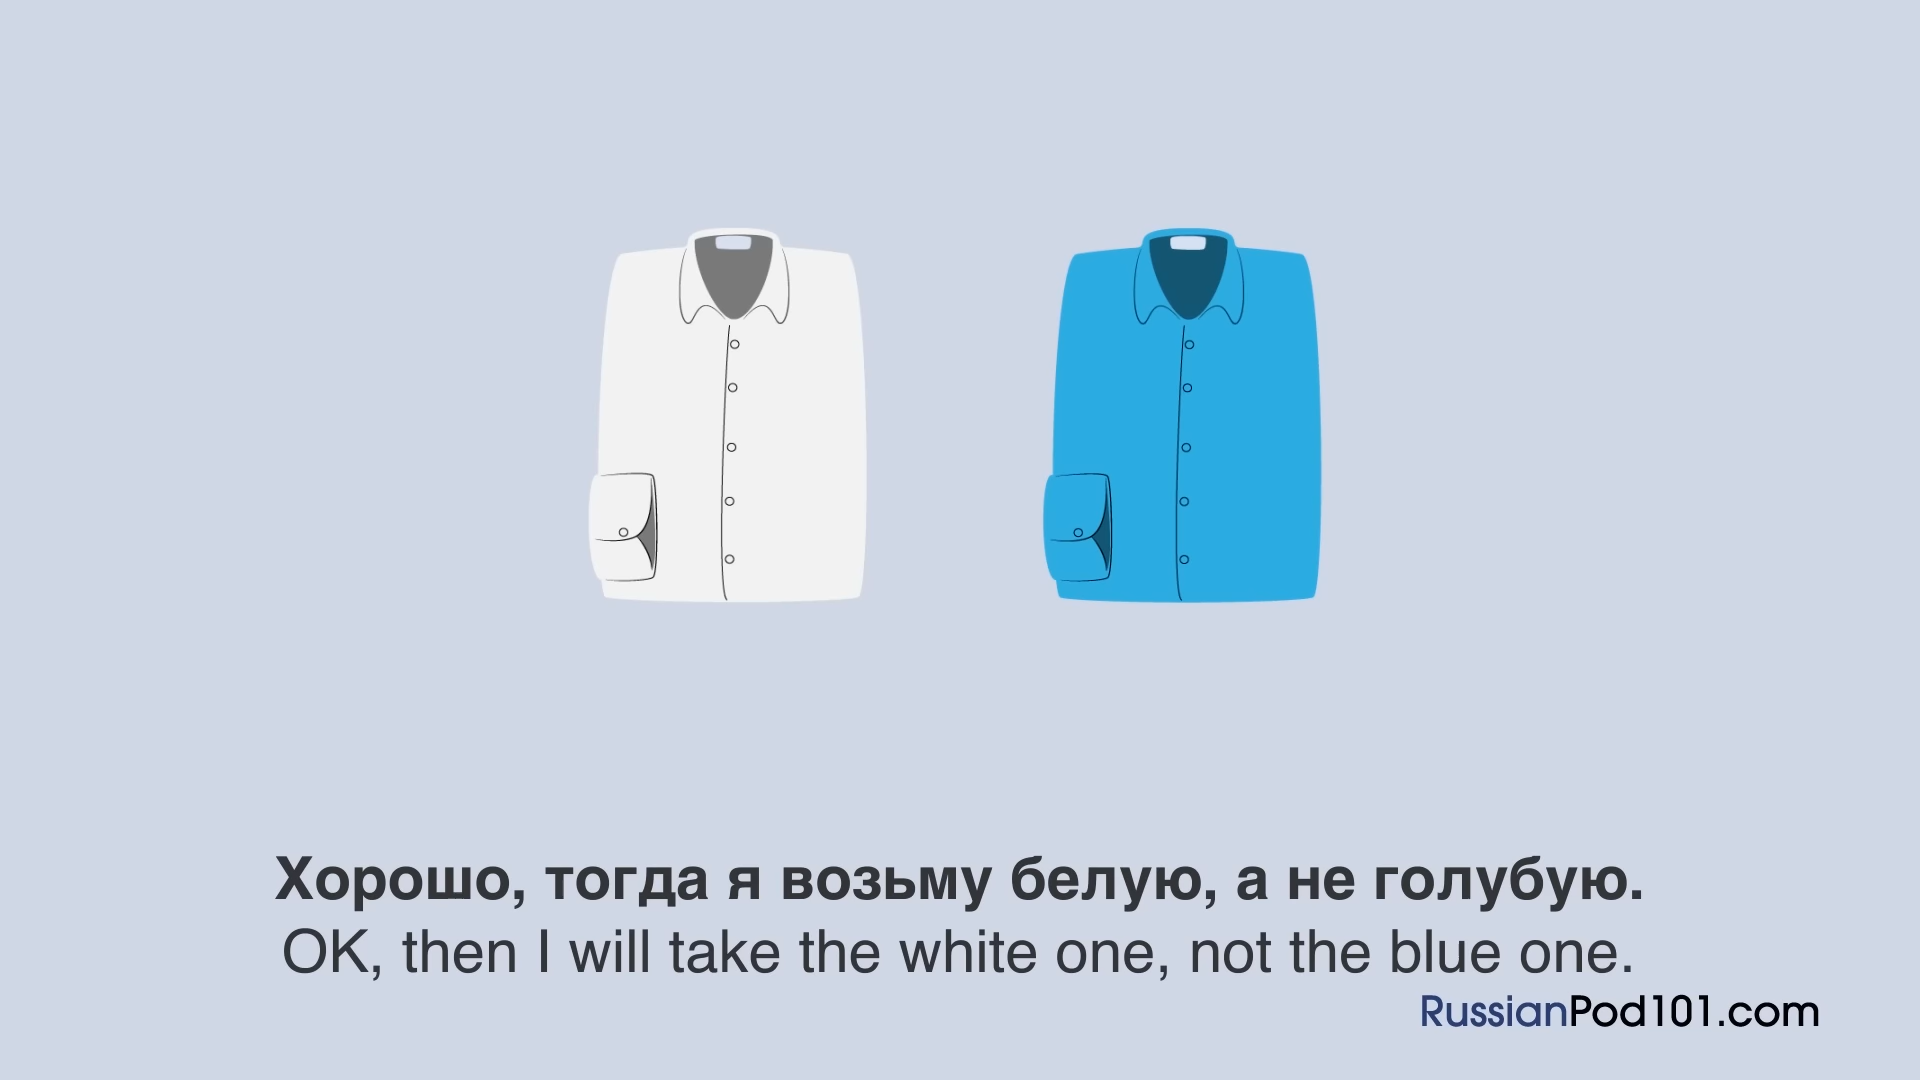 Хорошо, тогда я возьму белую, а не голубую.
OK, then I will take the white one, not the blue one.
RussianPod101.com